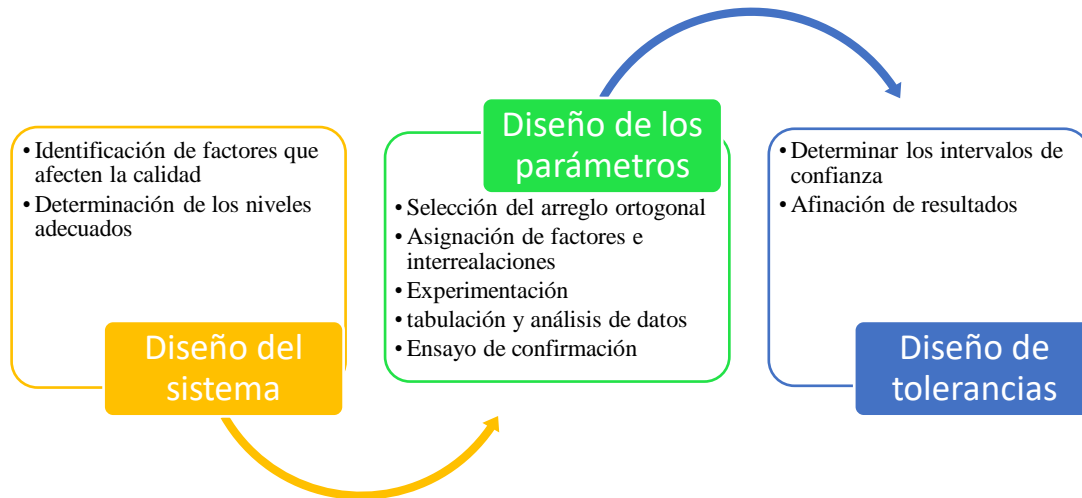 • Identificación de factores que
afecten la calidad
• Determinación de los niveles
adecuados
Diseño del
sistema
Diseño de los
parámetros
• Selección del arreglo ortogonal
• Asignación de factores e
interrealaciones
• Experimentación
• tabulación y análisis de datos
• Ensayo de confirmación
• Determinar los intervalos de
confianza
• Afinación de resultados
Diseño de
tolerancias